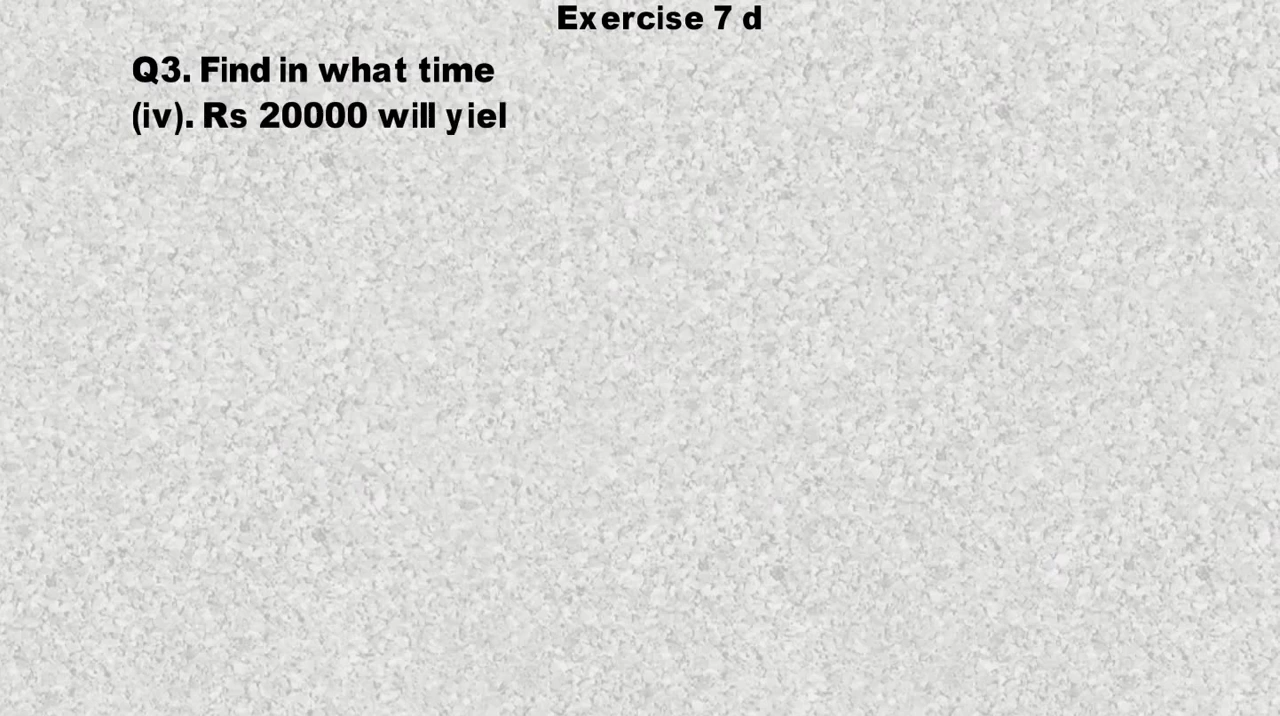 Exercise 7 d
Q3. Find in what time
(iv). Rs 20000 will yiel